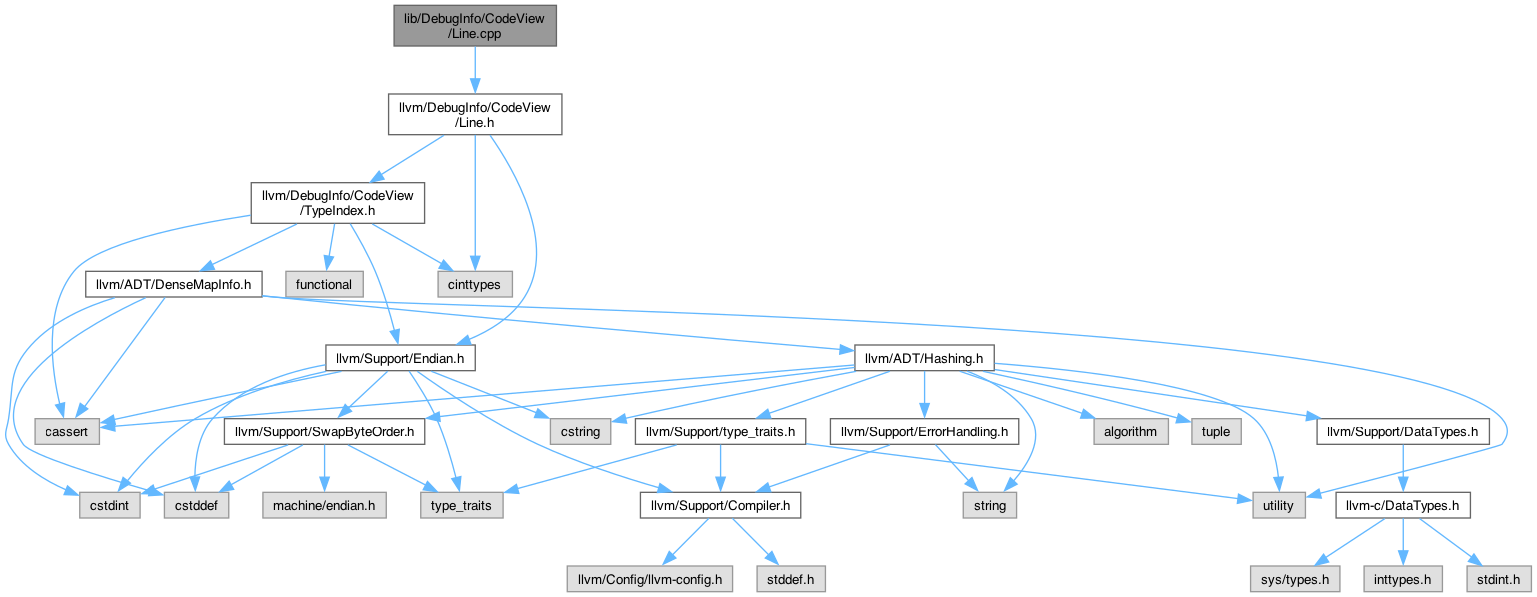 lib/DebugInfo/CodeView
/Line.cpp
llvm/DebugInfo/CodeView
/Line.h
llvm/DebugInfo/CodeView
/TypeIndex.h
llvm/ADT/DenseMapInfo.h
functional
cinttypes
llvm/Support/Endian.h
llvm/ADT/Hashing.h
cassert
llvm/Support/SwapByteOrder.h
cstring
llvm/Support/type_traits.h
llvm/Support/ErrorHandling.h
algorithm
tuple
llvm/Support/DataTypes.h
cstdint
cstddef
machine/endian.h
type_traits
llvm/Support/Compiler.h
string
utility
llvm-c/DataTypes.h
llvm/Config/llvm-config.h
stddef.h
sys/types.h
inttypes.h
stdint.h